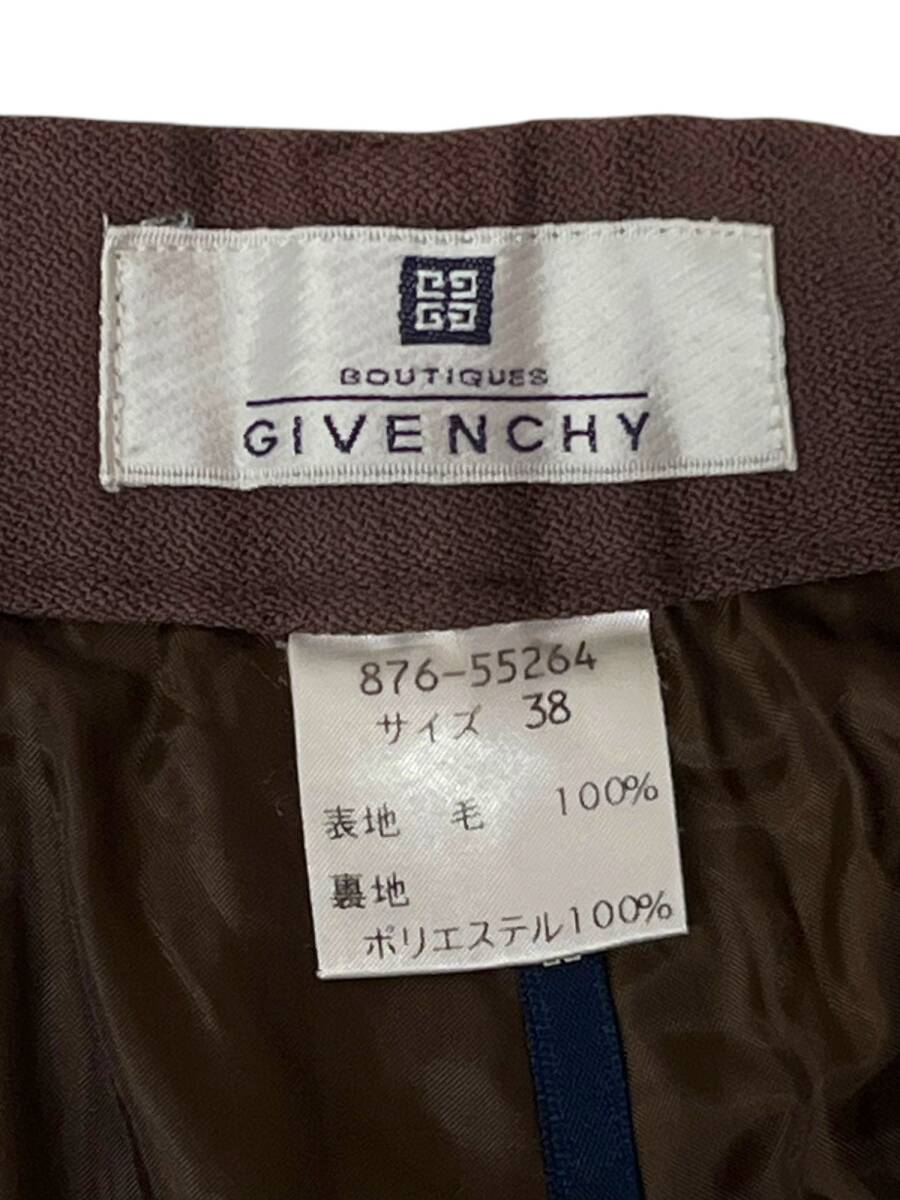 BOUTIQUES
GIVENCHY
876-55264
サイズ 38
表地 毛 100%
裏地
ポリエステル100%